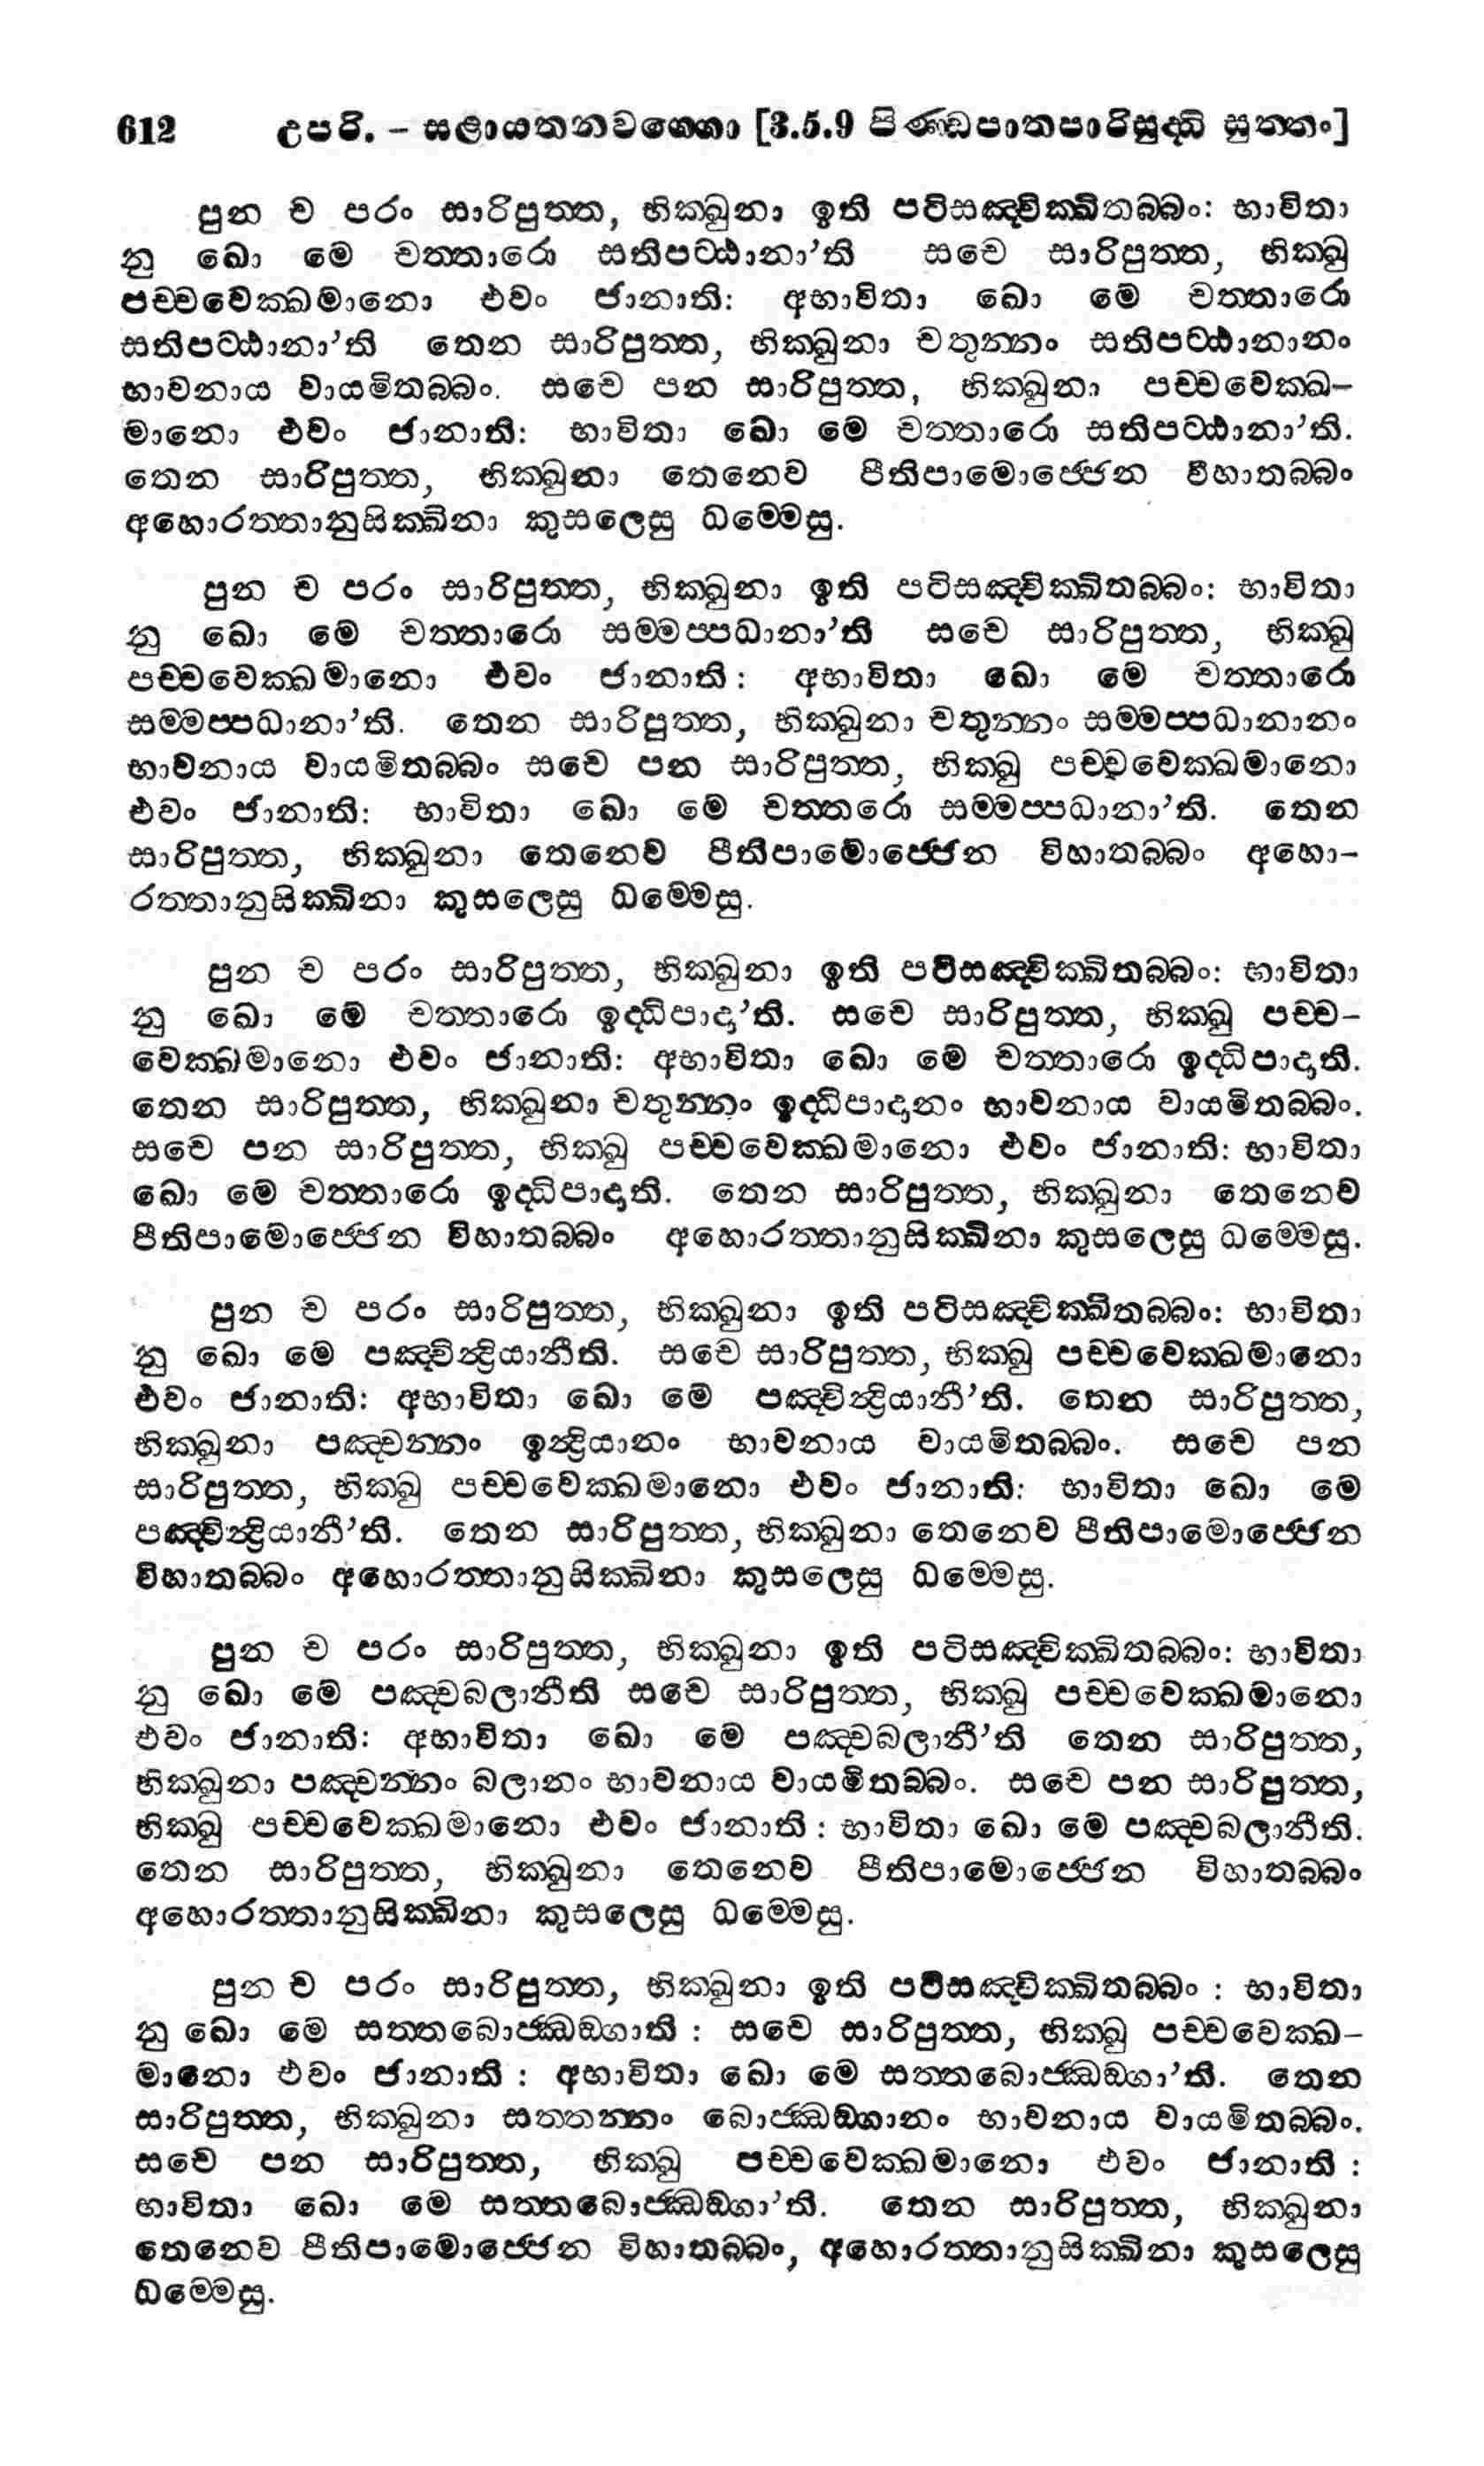 612 උපරි. – සළායතනවග්ගො [3.5.9 පිණ්ඩපාතපාරිසුද්ධි සුත්තං]
පුන ච පරං සාරිපුත්ත, භික්ඛුනා ඉති පටිසඤ්චික්ඛිතබ්බං: භාවිතා
නු ඛො මෙ චත්තාරො සතිපට්ඨානා’ති සචෙ සාරිපුත්ත, භික්ඛු
පච්චවෙක්ඛමානො එවං ජානාති: අභාවිතා ඛො මෙ චත්තාරො
සතිපට්ඨානා’ති තෙන සාරිපුත්ත, භික්ඛුනා චතුන්නං සතිපට්ඨානානං
භාවනාය වායමිතබ්බං. සචෙ පන සාරිපුත්ත, භික්ඛුනා පච්චවෙක්ඛ–
මානො එවං ජානාති: භාවිතා ඛො මෙ චත්තාරො සතිපට්ඨානා’ති.
තෙන සාරිපුත්ත, භික්ඛුනා තෙනෙව පීතිපාමොජ්ජෙන විහාතබ්බං
අහොරත්තානුසික්ඛිනා කුසලෙසු ධම්මෙසු.
පුන ච පරං සාරිපුත්ත, භික්ඛුනා ඉති පටිසඤ්චික්ඛිතබ්බං: භාවිතා
නු ඛො මෙ චත්තාරො සම්මප්පධානා’ති සචෙ සාරිපුත්ත, භික්ඛු
පච්චවෙක්ඛමානො එවං ජානාති: අභාවිතා ඛො මෙ චත්තාරො
සම්මප්පධානා’ති. තෙන සාරිපුත්ත, භික්ඛුනා චතුන්නං සම්මප්පධානානං
භාවනාය වායමිතබ්බං සචෙ පන සාරිපුත්ත, භික්ඛු පච්චවෙක්ඛමානො
එවං ජානාති: භාවිතා ඛො මෙ චත්තරො සම්මප්පධානා’ති. තෙන
සාරිපුත්ත, භික්ඛුනා තෙනෙව පීතිපාමොජ්ජෙන විහාතබ්බං අහො–
රත්තානුසික්ඛිනා කුසලෙසු ධම්මෙසු.
පුන ච පරං සාරිපුත්ත, භික්ඛුනා ඉති පටිසඤ්චික්ඛිතබ්බං: භාවිතා
නු ඛො මෙ චත්තාරො ඉද්ධිපාදා’ති. සචෙ සාරිපුත්ත, භික්ඛු පච්ච–
වෙක්ඛමානො එවං ජානාති: අභාවිතා ඛො මෙ චත්තාරො ඉද්ධිපාදාති.
තෙන සාරිපුත්ත, භික්ඛුනා චතුන්නං ඉද්ධිපාදානං භාවනාය වායමිතබ්බං.
සචෙ පන සාරිපුත්ත, භික්ඛු පච්චවෙක්ඛමානො එවං ජානාති: භාවිතා
ඛො මෙ චත්තාරො ඉද්ධිපාදාති. තෙන සාරිපුත්ත, භික්ඛුනා තෙනෙව
පීතිපාමොජ්ජෙන විහාතබ්බං අහොරත්තානුසික්ඛිනා කුසලෙසු ධම්මෙසු.
පුන ච පරං සාරිපුත්ත, භික්ඛුනා ඉති පටිසඤ්චික්ඛිතබ්බං: භාවිතා
නු ඛො මෙ පඤ්චින්ද්‍රියානීති. සචෙ සාරිපුත්ත, භික්ඛු පච්චවෙක්ඛමානො
එවං ජානාති: අභාවිතා ඛො මෙ පඤ්චින්ද්‍රියානී’ති. තෙන සාරිපුත්ත,
භික්ඛුනා පඤ්චන්නං ඉන්ද්‍රියානං භාවනාය වායමිතබ්බං. සචෙ පන
සාරිපුත්ත, භික්ඛු පච්චවෙක්ඛමානො එවං ජානාති: භාවිතා ඛො මෙ
පඤ්චින්ද්‍රියානී’ති. තෙන සාරිපුත්ත, භික්ඛුනා තෙනෙව පීතිපාමොජ්ජෙන
විහාතබ්බං අහොරත්තානුසික්ඛිනා කුසලෙසු ධම්මෙසු.
පුන ච පරං සාරිපුත්ත, භික්ඛුනා ඉති පටිසඤ්චික්ඛිතබ්බං: භාවිතා
නු ඛො මෙ පඤ්චබලානීති සචෙ සාරිපුත්ත, භික්ඛු පච්චවෙක්ඛමානො
එවං ජානාති: අභාවිතා ඛො මෙ පඤ්චබලානී’ති තෙන සාරිපුත්ත,
භික්ඛුනා පඤ්චන්නං බලානං භාවනාය වායමිතබ්බං. සචෙ පන සාරිපුත්ත,
භික්ඛු පච්චවෙක්ඛමානො එවං ජානාති : භාවිතා ඛො මෙ පඤ්චබලානීති.
තෙන සාරිපුත්ත, භික්ඛුනා තෙනෙව පීතිපාමොජ්ජෙන විහාතබ්බං
අහොරත්තානුසික්ඛිනා කුසලෙසු ධම්මෙසු.
පුන ච පරං සාරිපුත්ත, භික්ඛුනා ඉති පටිසඤ්චික්ඛිතබ්බං : භාවිතා
නු ඛො මෙ සත්තබොජ්ඣඞ්ගාති : සචෙ සාරිපුත්ත, භික්ඛු පච්චවෙක්ඛ–
මානො එවං ජානාති : අභාවිතා ඛො මෙ සත්තබොජ්ඣඞ්ගා’ති. තෙන
සාරිපුත්ත, භික්ඛුනා සත්තන්නං බොජ්ඣඞ්ගානං භාවනාය වායමිතබ්බං.
සචෙ පන සාරිපුත්ත, භික්ඛු පච්චවෙක්ඛමානො එවං ජානාති :
භාවිතා ඛො මෙ සත්තබොජ්ඣඞ්ගා’ති. තෙන සාරිපුත්ත, භික්ඛුනා
තෙනෙව පීතිපාමොජ්ජෙන විහාතබ්බං, අහොරත්තානුසික්ඛිනා කුසලෙසු
ධම්මෙසු.